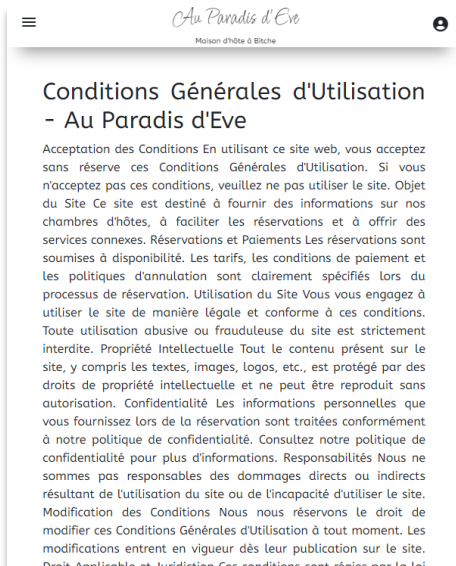 Au Paradis d'Eve
Maison d'hôte à Bitche
Conditions Générales d'Utilisation
- Au Paradis d'Eve
Acceptation des Conditions En utilisant ce site web, vous acceptez
sans réserve ces Conditions Générales d'Utilisation. Si vous
n'acceptez pas ces conditions, veuillez ne pas utiliser le site. Objet
du Site Ce site est destiné à fournir des informations sur nos
chambres d'hôtes, à faciliter les réservations et à offrir des
services connexes. Réservations et Paiements Les réservations sont
soumises à disponibilité. Les tarifs, les conditions de paiement et
les politiques d'annulation sont clairement spécifiés lors du
processus de réservation. Utilisation du Site Vous vous engagez à
utiliser le site de manière légale et conforme à ces conditions.
Toute utilisation abusive ou frauduleuse du site est strictement
interdite. Propriété Intellectuelle Tout le contenu présent sur le
site, y compris les textes, images, logos, etc., est protégé par des
droits de propriété intellectuelle et ne peut être reproduit sans
autorisation. Confidentialité Les informations personnelles que
vous fournissez lors de la réservation sont traitées conformément
à notre politique de confidentialité. Consultez notre politique de
confidentialité pour plus d'informations. Responsabilités Nous ne
sommes pas responsables des dommages directs ou indirects
résultant de l'utilisation du site ou de l'incapacité d'utiliser le site.
Modification des Conditions Nous nous réservons le droit de
modifier ces Conditions Générales d'Utilisation à tout moment. Les
modifications entrent en vigueur dès leur publication sur le site.
Droit Applicable et Juridiction Ces conditions sont régies par la loi